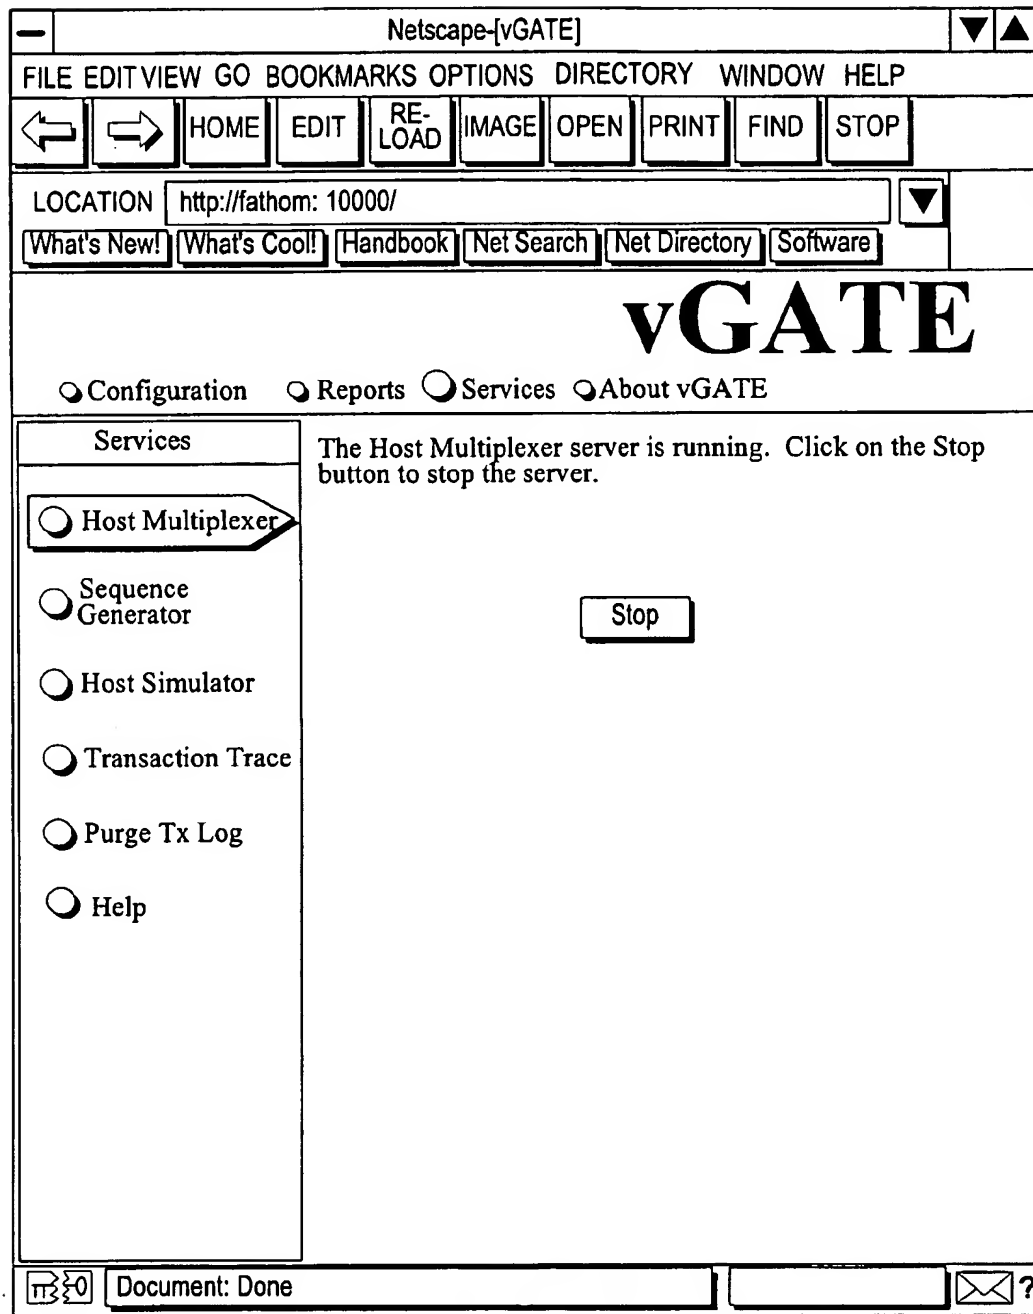 Netscape-[vGATE]
FILE EDIT VIEW GO BOOKMARKS OPTIONS DIRECTORY WINDOW HELP
HOME EDIT RE-LOAD IMAGE OPEN PRINT FIND STOP
LOCATION http://fathom: 10000/
What's New! What's Cool! Handbook Net Search Net Directory Software
vGATE
Configuration Reports Services About vGATE
Services
The Host Multiplexer server is running. Click on the Stop
button to stop the server.
Host Multiplexer
Sequence
Generator
Stop
Host Simulator
Transaction Trace
Purge Tx Log
Help
Document: Done
?